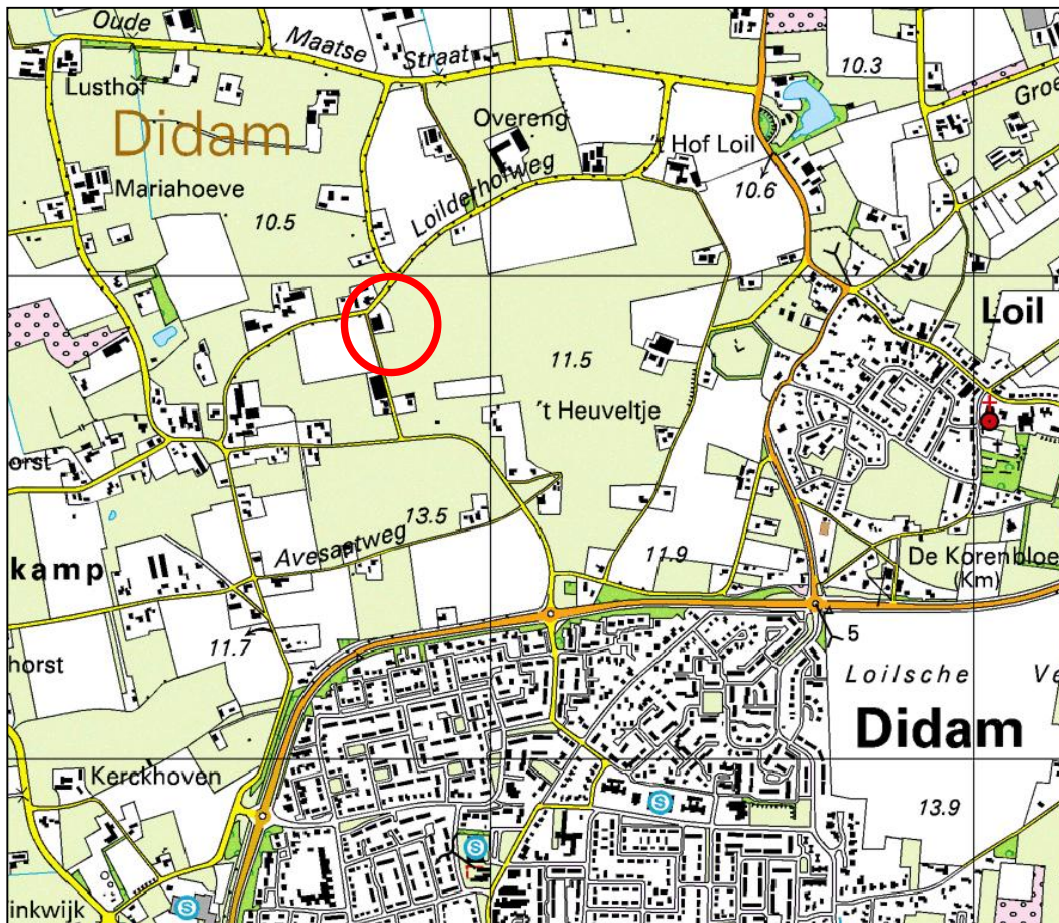 Oude
Maatse
Straat
Lusthof
10.3
Groe
Didam
Overeng
't Hof Loil
Mariahoeve
Loilderhofweg
10.6
10.5
Loil
11.5
't Heuveltje
orst
13.5
Avesaatweg
11.9
De Korenbloe
(Km)
kamp
11.7
5
horst
Loilsche
Ve
Didam
Kerckhoven
13.9
S
S
S
inkwijk